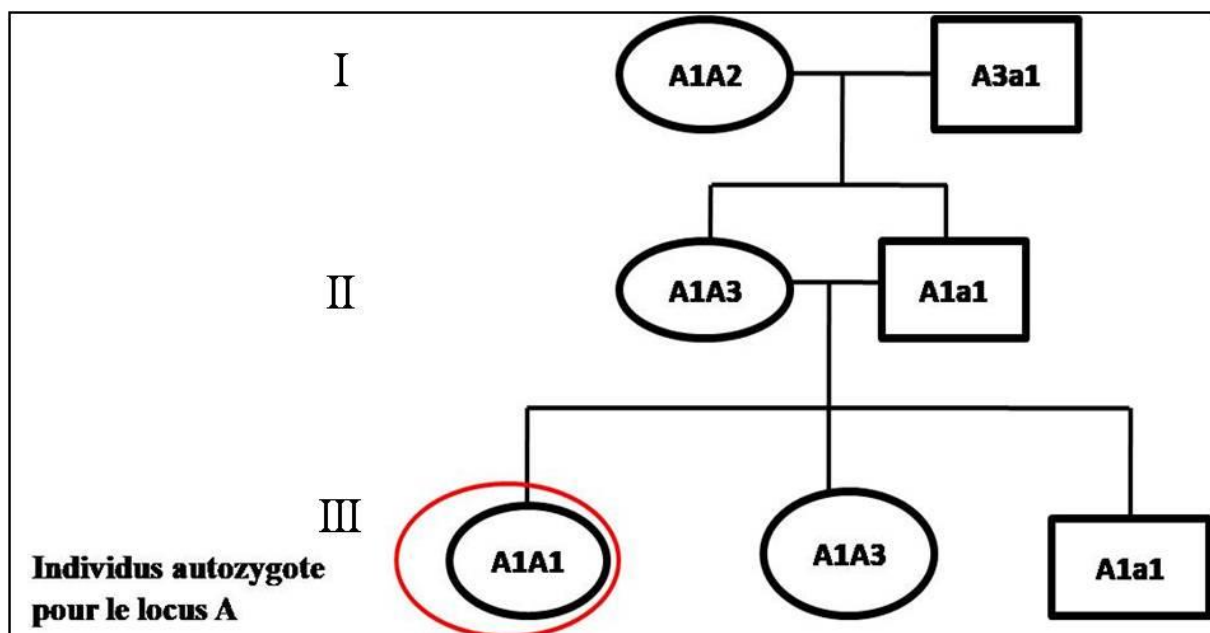 I
A1A2
A3a1
II
A1A3
A1a1
III
A1A1
A1A3
A1a1
Individus autozygote
pour le locus A